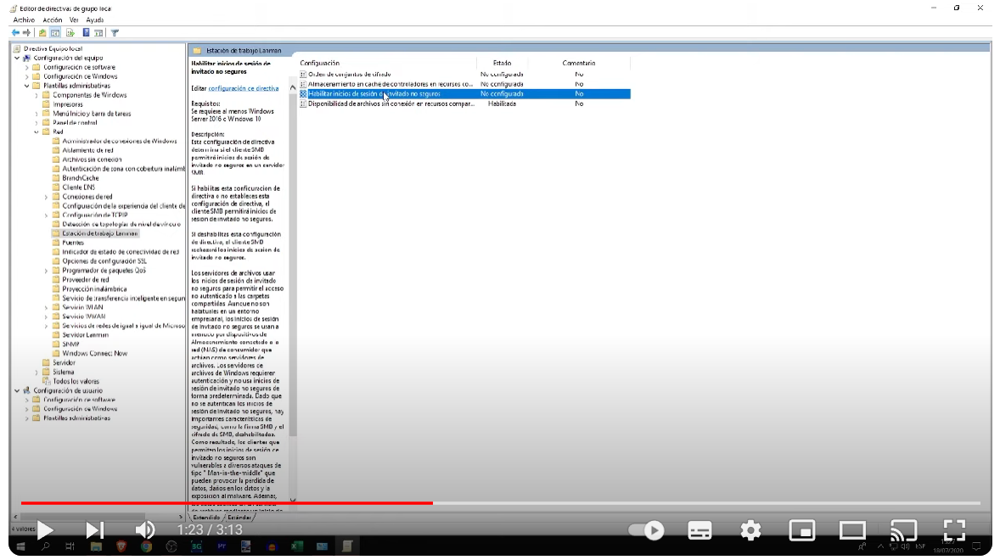 Editor de directivas de grupo local
Archivo Acción Ver Ayuda
Directiva Equipo local
Configuración del equipo
Configuración de software
Configuración de Windows
Plantillas administrativas
Componentes de Windows
Impresoras
Menú Inicio y barra de tareas
Panel de control
Red
Administrador de conexiones de Windows
Aislamiento de red
Archivos sin conexión
Autenticación de zona con cobertura inalámb
BranchCache
Cliente DNS
Conexiones de red
Configuración de la experiencia del cliente de
Configuración de TCPIP
Detección de topologías de nivel de vínculo
Estación de trabajo Lanman
Fuentes
Indicador de estado de conectividad de red
Opciones de configuración SSL
Programador de paquetes QoS
Proveedor de red
Proyección inalámbrica
Servicio de transferencia inteligente en segun
Servicio WLAN
Servicio WWAN
Servicios de redes de igual a igual de Microso
Servidor Lanman
SNMP
Windows Connect Now
Servidor
Sistema
Todos los valores
Configuración de usuario
Configuración de software
Configuración de Windows
Plantillas administrativas
4 valores
Estación de trabajo Lanman
Habilitar inicios de sesión de
invitado no seguros
Editar configuración de directiva
Requisitos:
Se requiere al menos Windows
Server 2016 o Windows 10
Descripción:
Esta configuración de directiva
determina si el cliente SMB
permitirá inicios de sesión de
invitado no seguros en un servidor
SMB.
Si habilitas esta configuración de
directiva o no estableces esta
configuración de directiva, el
cliente SMB permitirá inicios de
sesión de invitado no seguros.
Si deshabilitas esta configuración
de directiva, el cliente SMB
rechazará los inicios de sesión de
invitado no seguros.
Los servidores de archivos usan
los inicios de sesión de invitado
no seguros para permitir el acceso
no autenticado a las carpetas
compartidas. Aunque no son
habituales en un entorno
empresarial, los inicios de sesión
de invitado no seguros se usan a
menudo por dispositivos de
Almacenamiento conectado a la
red (NAS) de consumidor que
actúan como servidores de
archivos. Los servidores de
archivos de Windows requieren
autenticación y no usa inicios de
sesión de invitado no seguros de
forma predeterminada. Dado que
no se autentican los inicios de
sesión de invitado no seguros, hay
importantes características de
seguridad, como la firma SMB y el
cifrado de SMB, deshabilitadas.
Como resultado, los clientes que
permiten los inicios de sesión de
invitado no seguros son
vulnerables a diversos ataques de
tipo "Man-in-the-middle" que
pueden provocar la pérdida de
datos, daños en los datos y la
exposición al malware. Además,
Extendido Estándar
Configuración Estado Comentario
Orden de conjuntos de cifrado No configurada No
Almacenamiento en caché de controladores en recursos co... No configurada No
Habilitar inicios de sesión de invitado no seguros No configurada No
Disponibilidad de archivos sin conexión en recursos compar... Habilitada No
1:23 / 3:13
ESP
18/07/2020